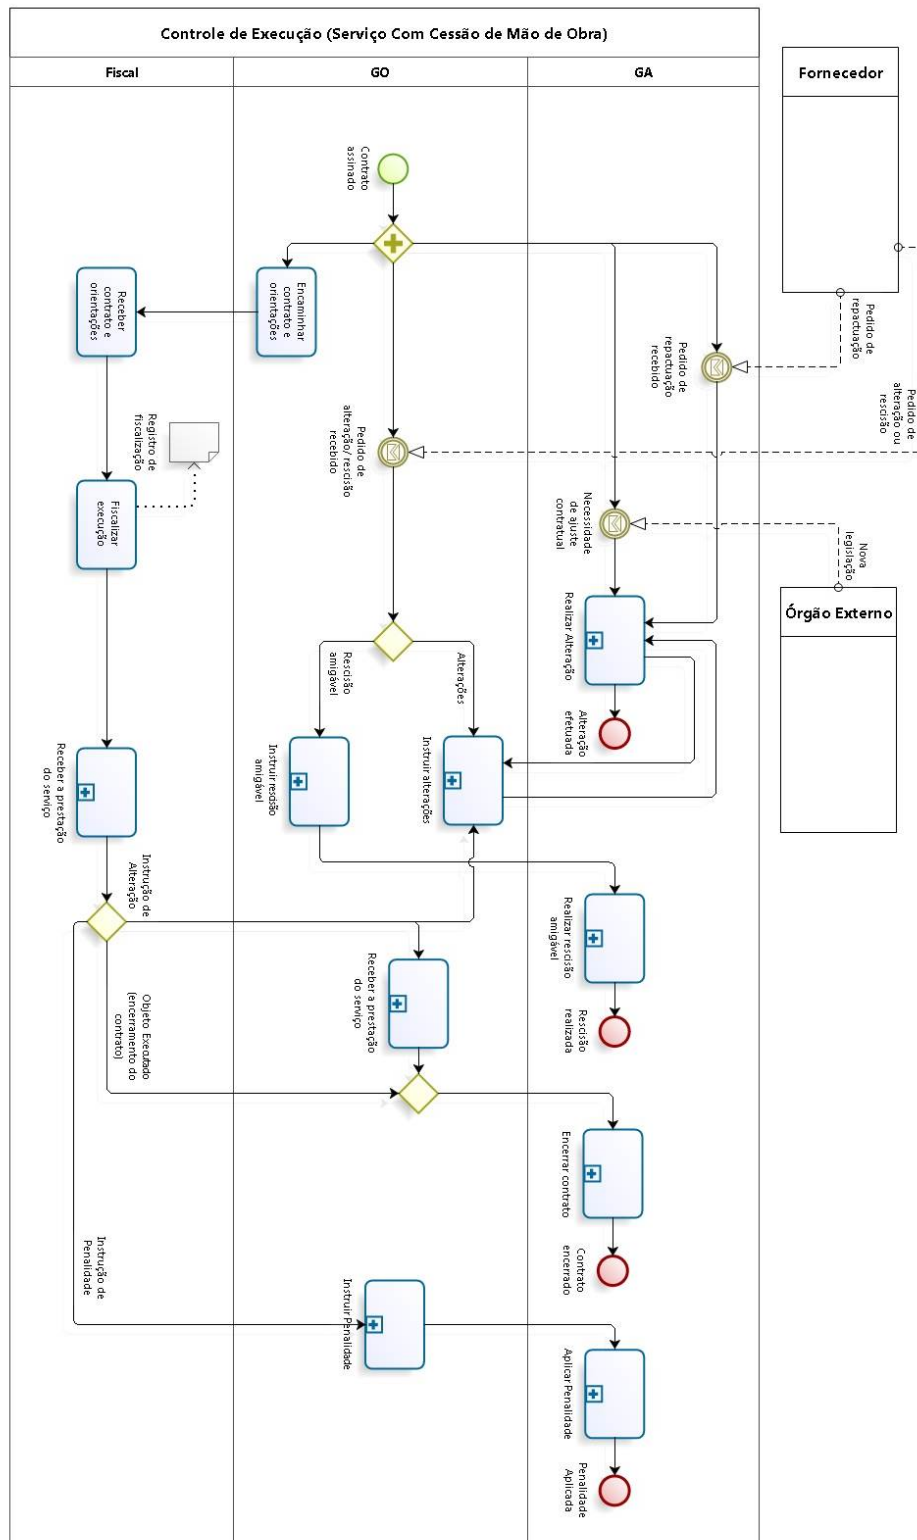 Controle de Execução (Serviço Com Cessão de Mão de Obra)
Fiscal
GO
GA
Fornecedor
Contrato
assinado
Encaminhar
contrato e
orientações
Receber
contrato e
orientações
Pedido de
repactuação
Pedido de
repactuação
recebido
Pedido de
alteração ou
rescisão
Pedido de
alteração/ rescisão
recebido
Registro de
fiscalização
Fiscalizar
execução
Necessidade
de ajuste
contratual
Nova
legislação
Órgão Externo
Realizar Alteração
Alteração
efetuada
Alterações
Rescisão
amigável
Instruir alterações
Instruir rescisão
amigável
Receber a prestação
do serviço
Instrução de
Alteração
Realizar rescisão
amigável
Rescisão
realizada
Receber a prestação
do serviço
Objeto Executado
(encerramento do
contrato)
Encerrar contrato
Contrato
encerrado
Instrução de
Penalidade
Instruir Penalidade
Aplicar Penalidade
Penalidade
Aplicada